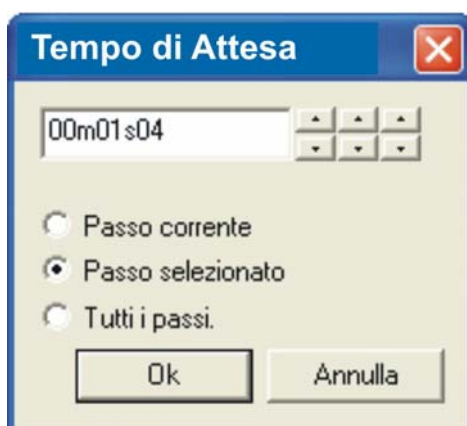 Tempo di Attesa
00m01s04
Passo corrente
Passo selezionato
Tutti i passi.
Ok
Annulla